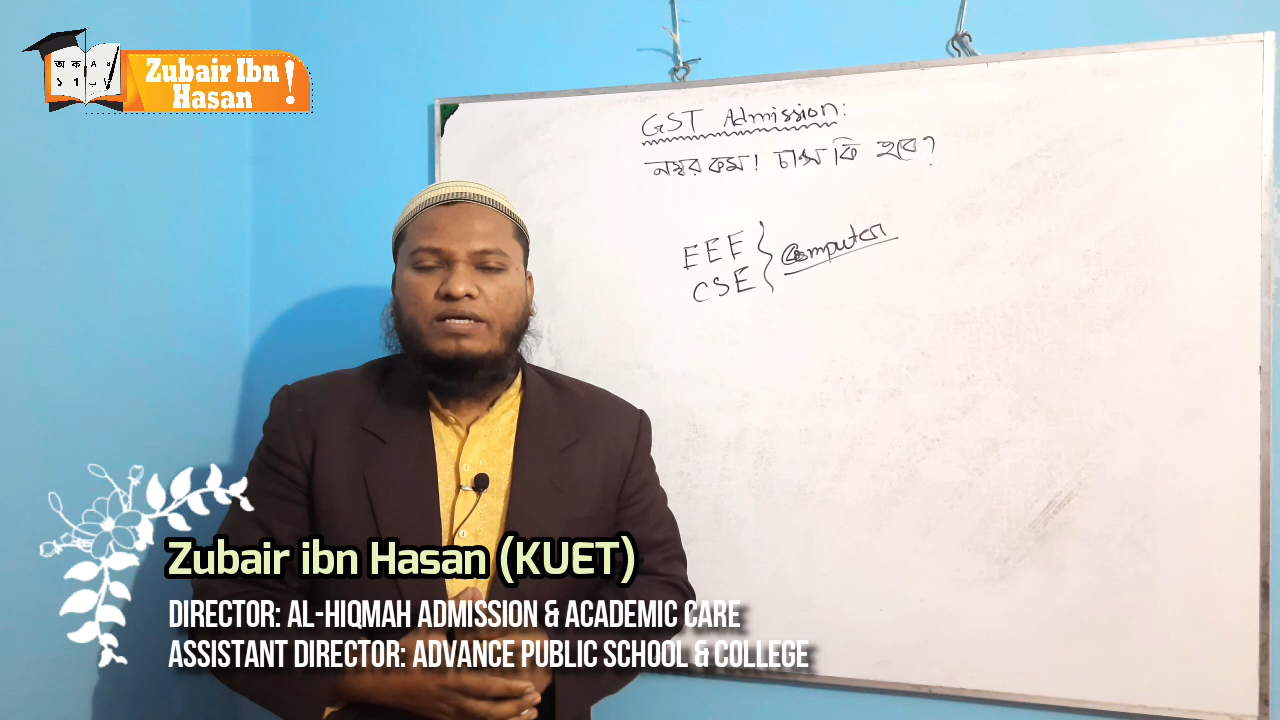 Zubair Ibn
Hasan !
GST Admission:
নম্বর কম! চান্স কি হবে?
EEE
CSE
Computer
Zubair ibn Hasan (KUET)
DIRECTOR: AL-HIQMAH ADMISSION & ACADEMIC CARE
ASSISTANT DIRECTOR: ADVANCE PUBLIC SCHOOL & COLLEGE